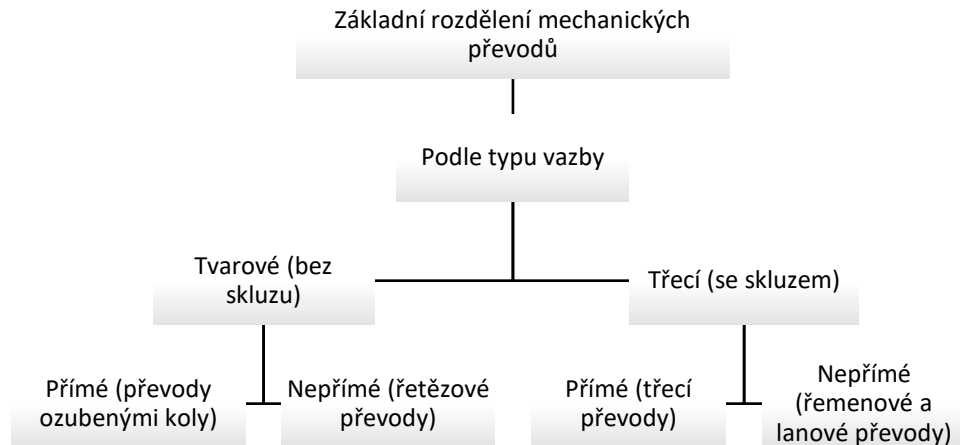 Základní rozdělení mechanických
převodů
Podle typu vazby
Tvarové (bez
skluzu)
Třecí (se skluzem)
Přímé (převody
ozubenými koly)
Nepřímé (řetězové
převody)
Přímé (třecí
převody)
Nepřímé
(řemenové a
lanové převody)